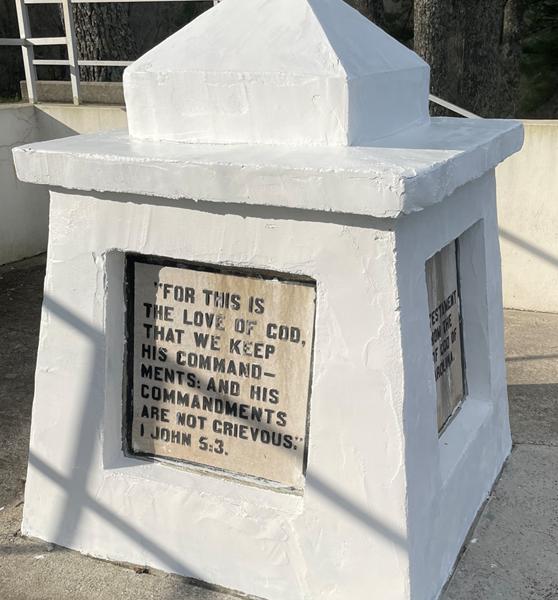 "FOR THIS IS
THE LOVE OF GOD,
THAT WE KEEP
HIS COMMAND—
MENTS: AND HIS
COMMANDMENTS
ARE NOT GRIEVOUS."
I JOHN 5:3.
OF